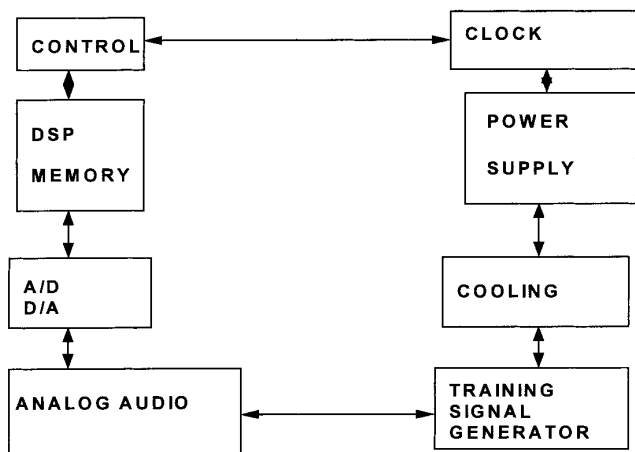 CONTROL
CLOCK
DSP
MEMORY
POWER
SUPPLY
A/D
D/A
COOLING
ANALOG AUDIO
TRAINING
SIGNAL
GENERATOR